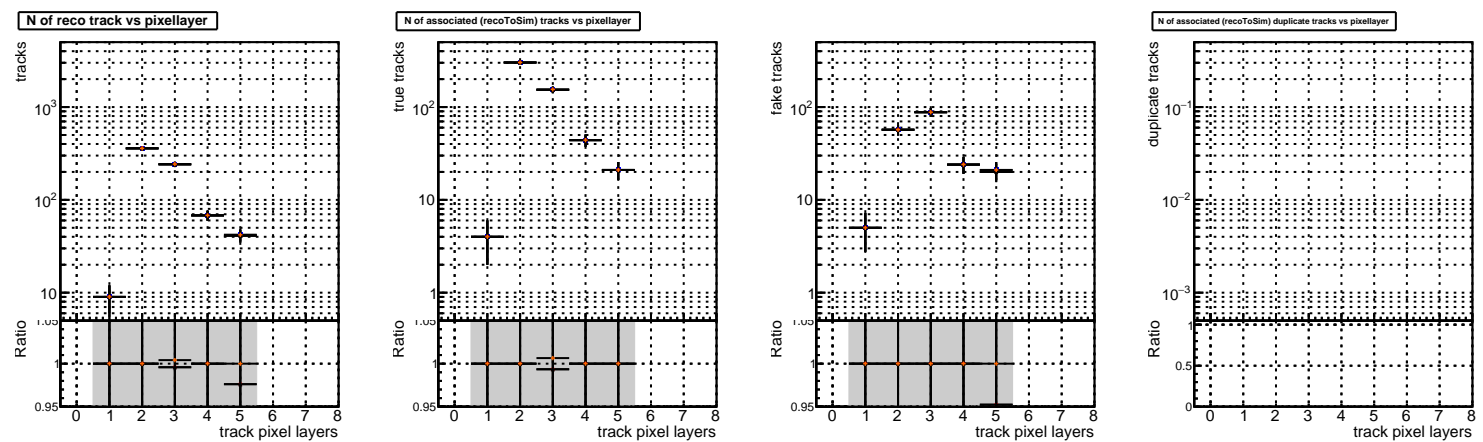 N of reco track vs pixellayer
tracks
10³
10²
10
Ratio
1.05
1
0.95
0 1 2 3 4 5 6 7 8
track pixel layers
N of associated (recoToSim) tracks vs pixellayer
true tracks
10²
10
1
Ratio
1.05
1
0.95
0 1 2 3 4 5 6 7 8
track pixel layers
fake tracks
10²
10
1
Ratio
1.05
1
0.95
0 1 2 3 4 5 6 7 8
track pixel layers
N of associated (recoToSim) duplicate tracks vs pixellayer
duplicate tracks
10⁻¹
10⁻²
10⁻³
Ratio
1
0.5
0
0 1 2 3 4 5 6 7 8
track pixel layers